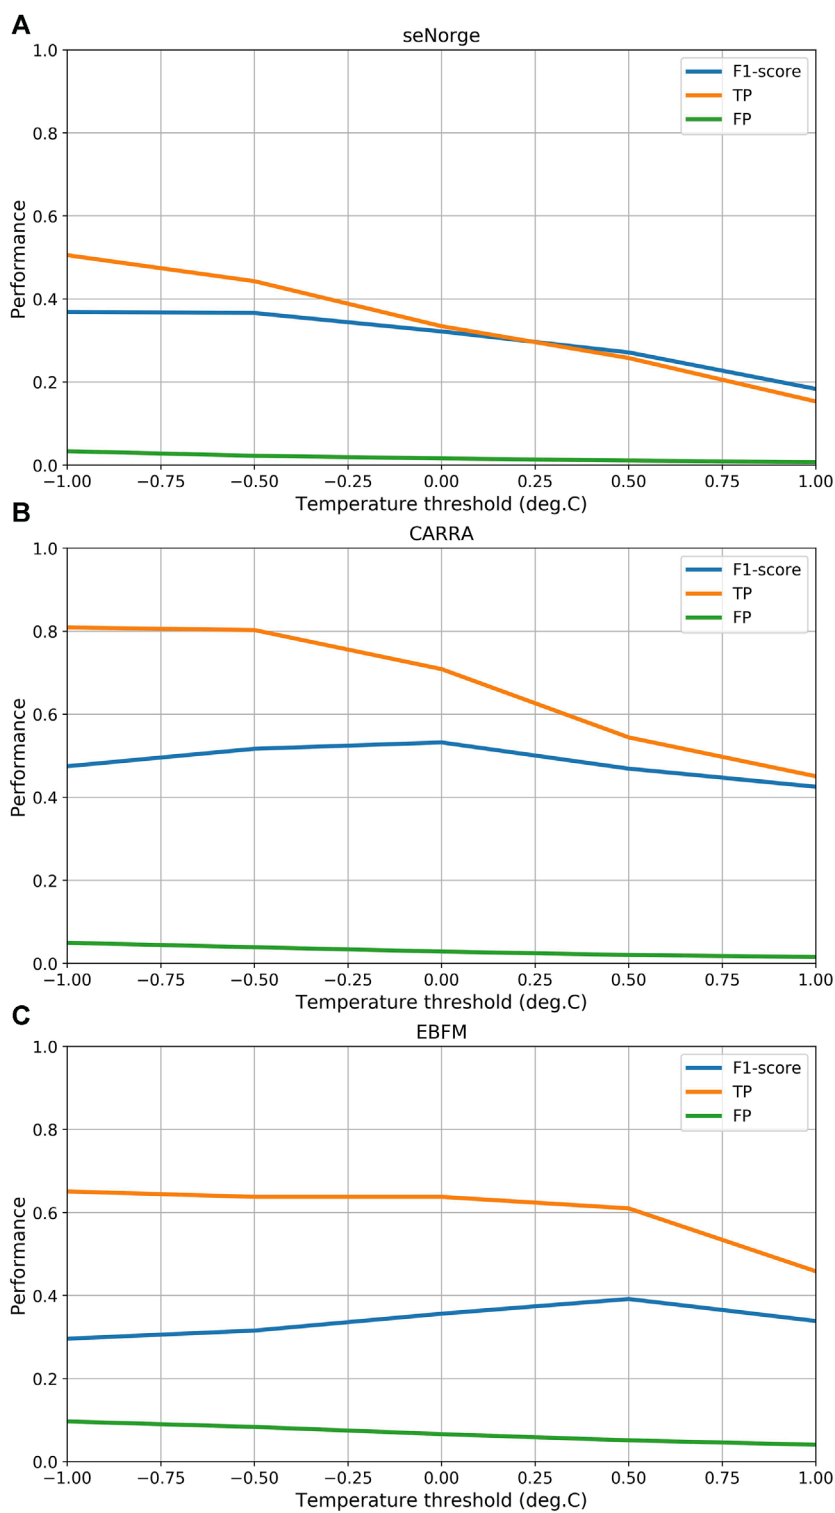 A
seNorge
1.0
0.8
0.6
0.4
0.2
0.0
Performance
F1-score
TP
FP
−1.00 −0.75 −0.50 −0.25 0.00 0.25 0.50 0.75 1.00
Temperature threshold (deg.C)
B
CARRA
1.0
0.8
0.6
0.4
0.2
0.0
Performance
F1-score
TP
FP
−1.00 −0.75 −0.50 −0.25 0.00 0.25 0.50 0.75 1.00
Temperature threshold (deg.C)
C
EBFM
1.0
0.8
0.6
0.4
0.2
0.0
Performance
F1-score
TP
FP
−1.00 −0.75 −0.50 −0.25 0.00 0.25 0.50 0.75 1.00
Temperature threshold (deg.C)